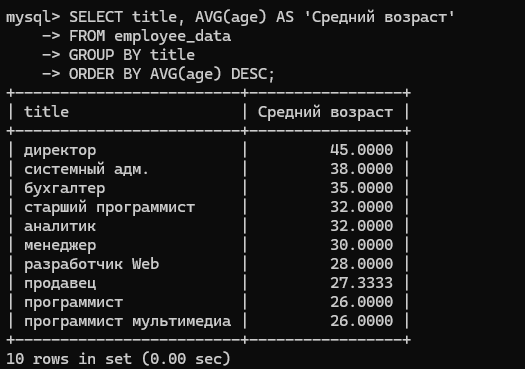 mysql> SELECT title, AVG(age) AS 'Средний возраст'
    -> FROM employee_data
    -> GROUP BY title
    -> ORDER BY AVG(age) DESC;
+-----------------------+-----------------+
| title                 | Средний возраст |
+-----------------------+-----------------+
| директор              |         45.0000 |
| системный адм.        |         38.0000 |
| бухгалтер             |         35.0000 |
| старший программист   |         32.0000 |
| аналитик              |         32.0000 |
| менеджер              |         30.0000 |
| разработчик Web       |         28.0000 |
| продавец              |         27.3333 |
| программист           |         26.0000 |
| программист мультимедиа |         26.0000 |
+-----------------------+-----------------+
10 rows in set (0.00 sec)